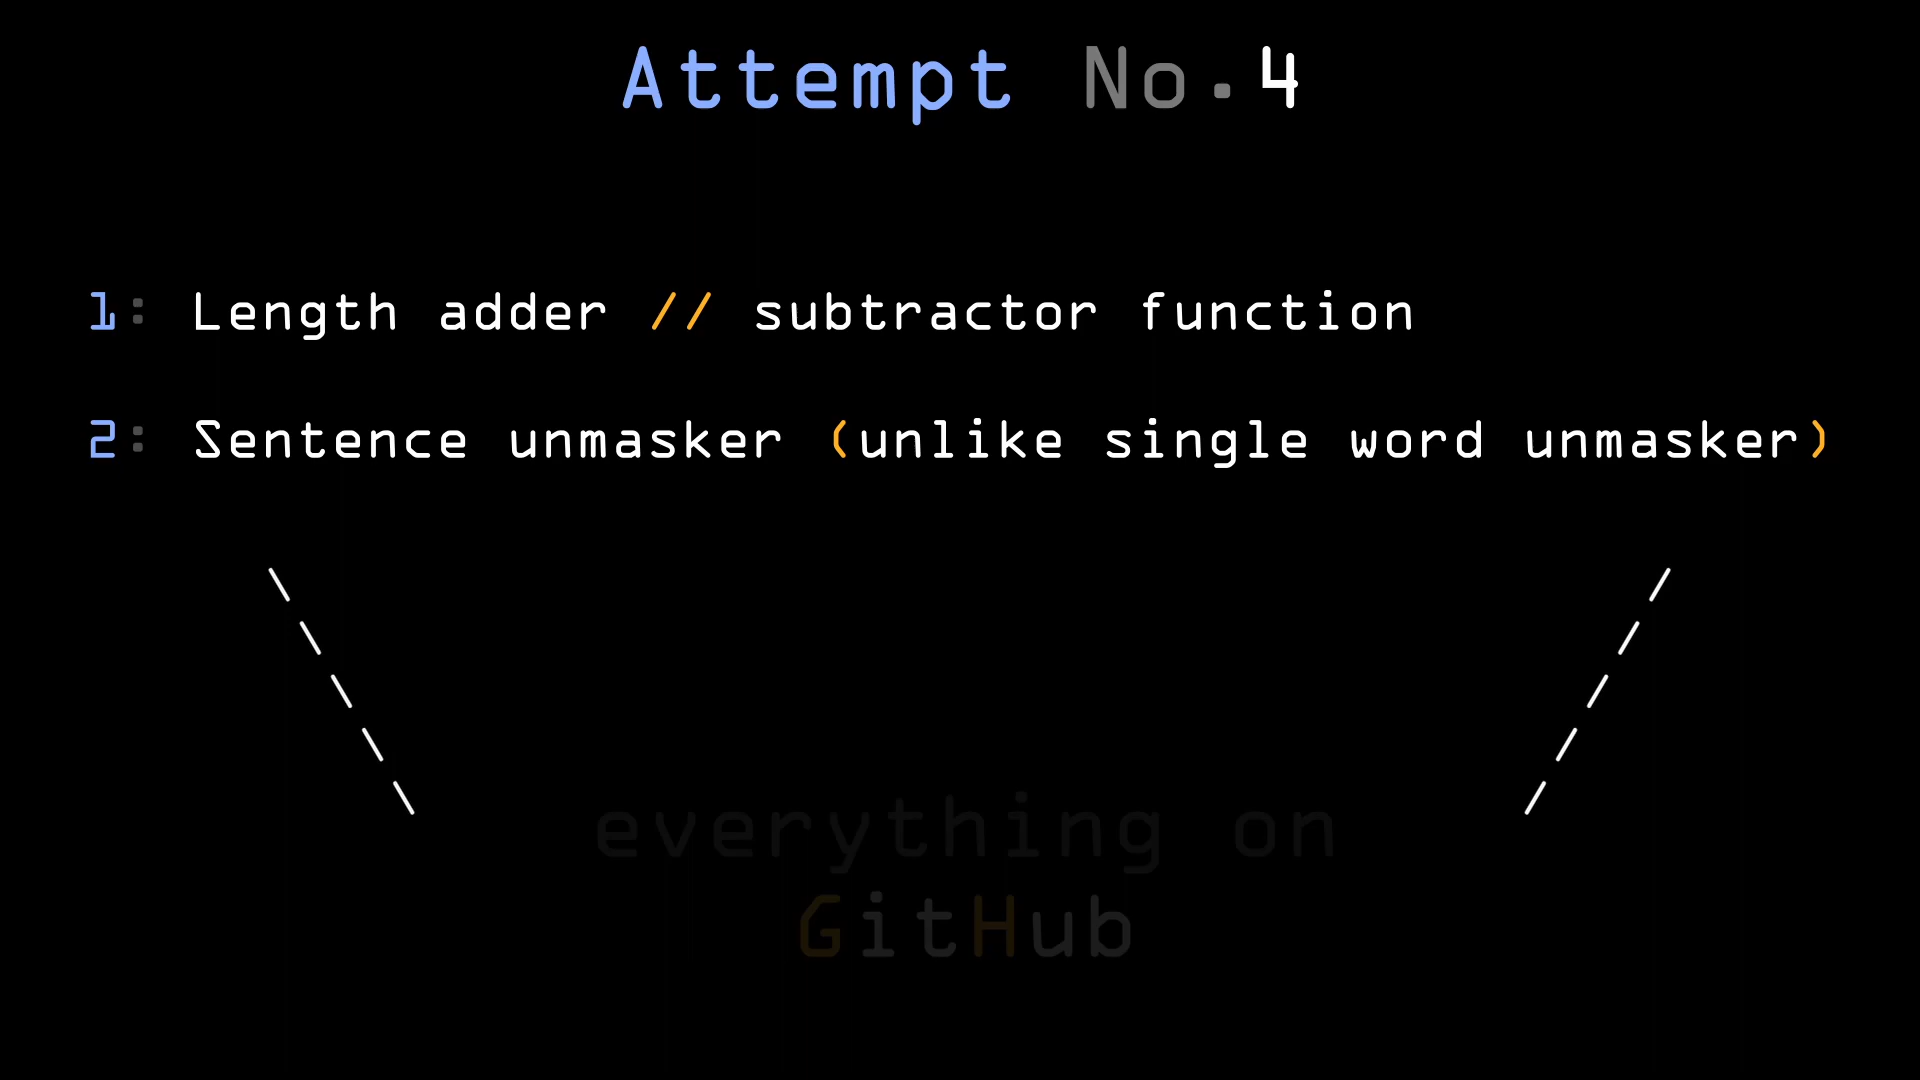 Attempt No.4
1: Length adder // subtractor function
2: Sentence unmasker (unlike single word unmasker)
everything on
GitHub